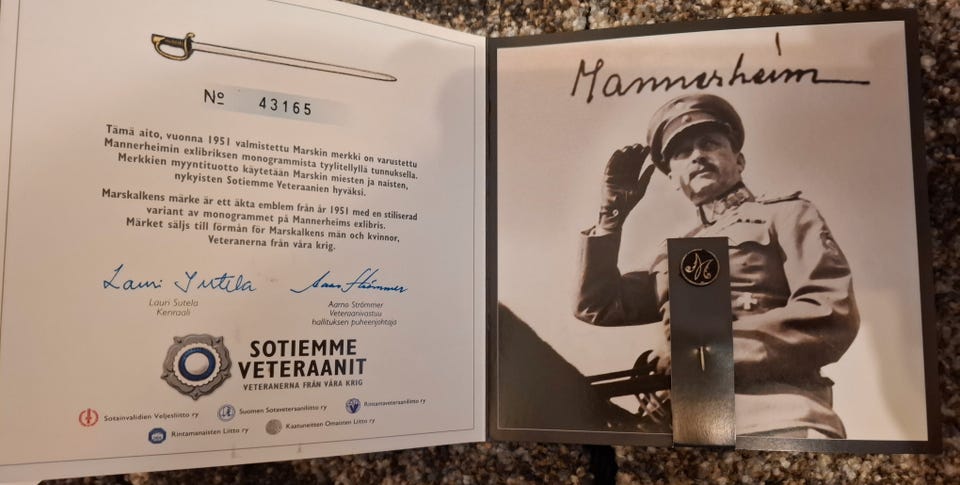 Nº 43165
Tämä aito, vuonna 1951 valmistettu Marskin merkki on varustettu
Mannerheimin exlibriksen monogrammista tyylitellyllä tunnuksella.
Merkkien myyntituotto käytetään Marskin miesten ja naisten,
nykyisten Sotiemme Veteraanien hyväksi.
Marskalkens märke är ett äkta emblem från år 1951 med en stiliserad
variant av monogrammet på Mannerheims exlibris.
Märket säljs till förmån för Marskalkens män och kvinnor,
Veteranerna från våra krig.
Lauri Sutela
Lauri Sutela
Kenraali
Aarno Strömmer
Aarno Strömmer
Veteraanivastuu
hallituksen puheenjohtaja
SOTIEMME
VETERAANIT
VETERANERNA FRÅN VÅRA KRIG
Sotainvalidien Veljesliitto ry
Suomen Sotaveteraaniliitto ry
Rintamaveteraaniliitto ry
Rintamanaisten Liitto ry
Kaatuneitten Omaisten Liitto ry
Mannerheim
M